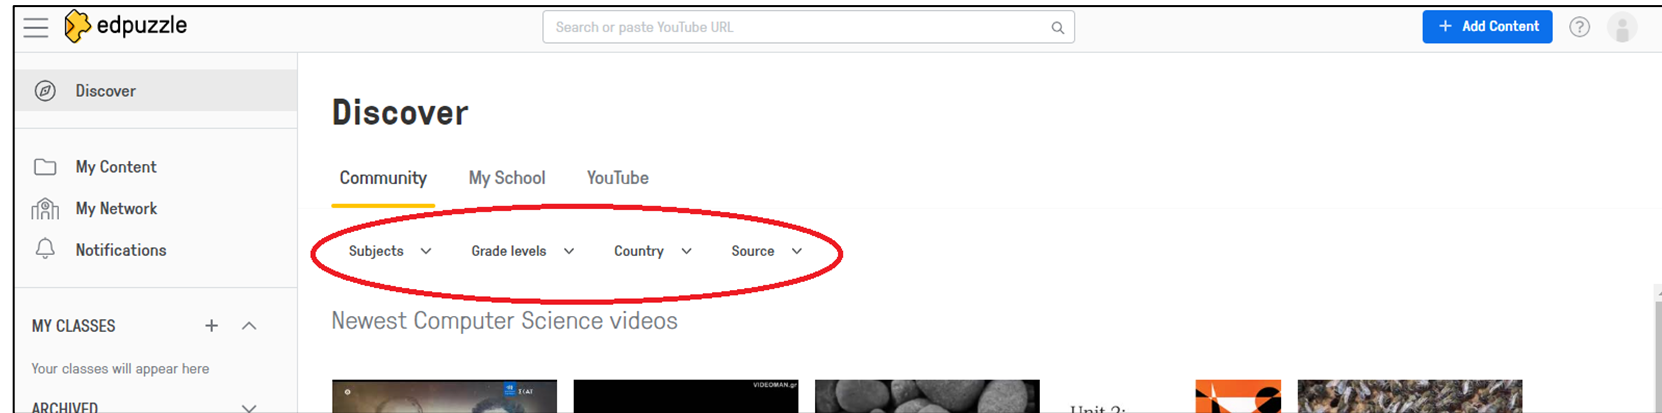 edpuzzle
Search or paste YouTube URL
+ Add Content
?
Discover
My Content
My Network
Notifications
MY CLASSES +
Your classes will appear here
ARCHIVED
Discover
Community My School YouTube
Subjects Grade levels Country Source
Newest Computer Science videos
ΣΚΑΪ
VIDEOMAN.gr
Unit 2: